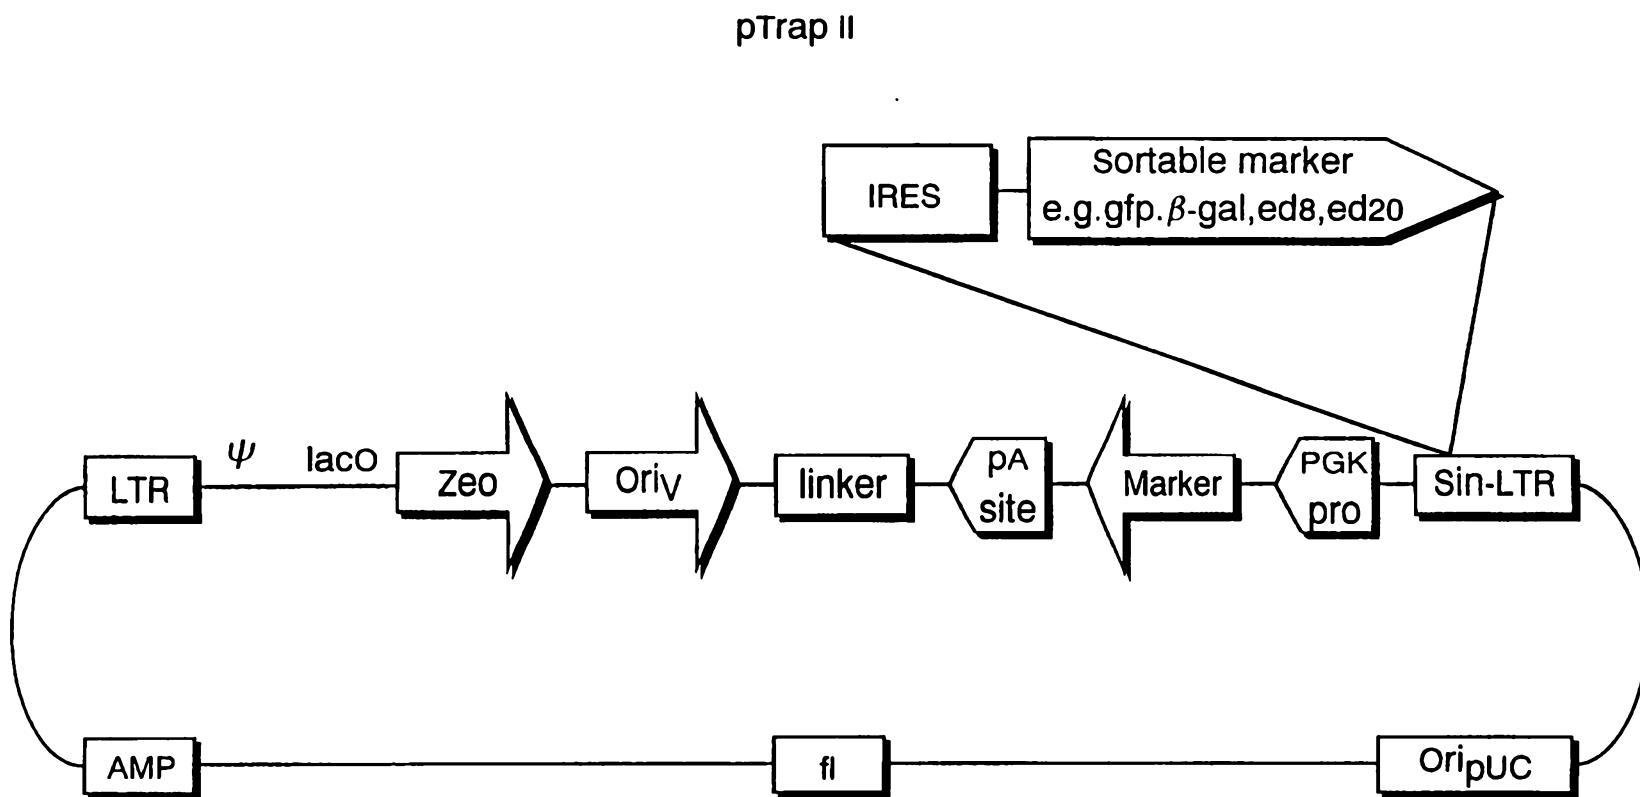 pTrap II
IRES
Sortable marker
e.g.gfp.β-gal,ed8,ed20
LTR
ψ
lacO
Zeo
OriV
linker
pA
site
Marker
PGK
pro
Sin-LTR
AMP
fl
OripUC